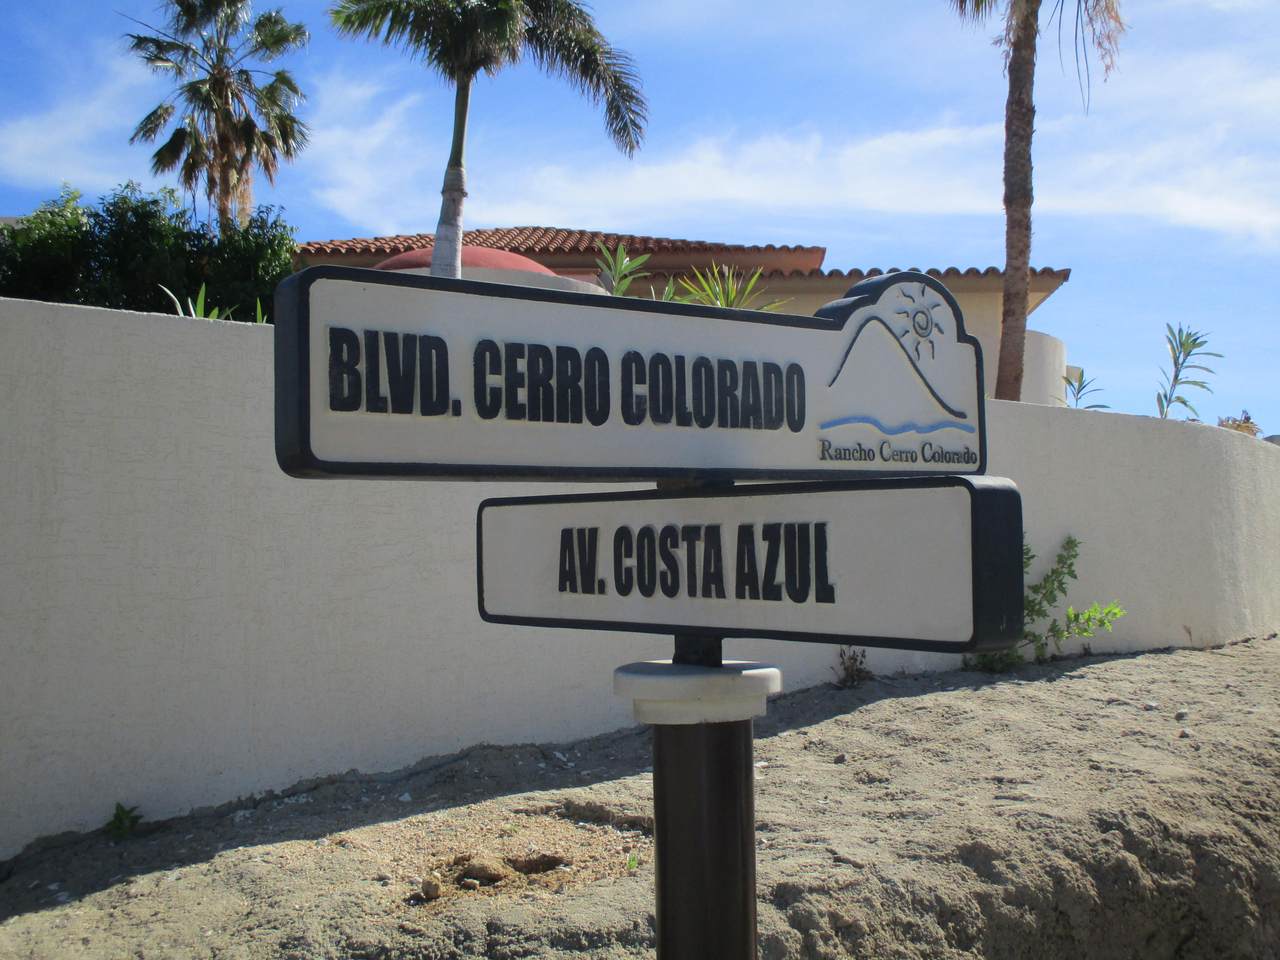 BLVD. CERRO COLORADO
Rancho Cerro Colorado
AV. COSTA AZUL